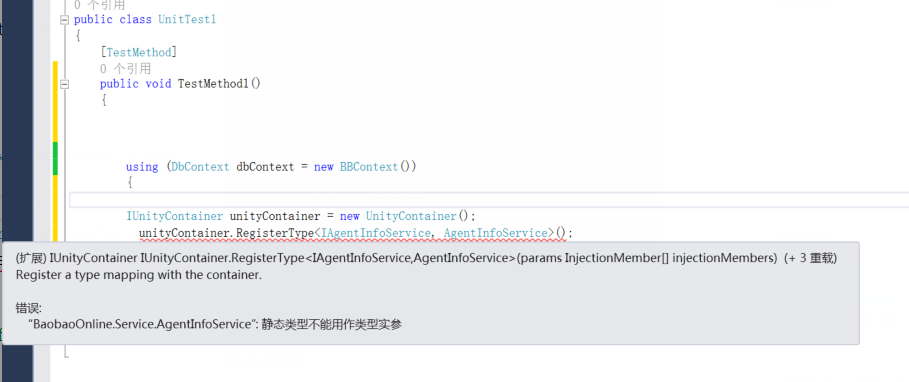 0 个引用
public class UnitTest1
{
[TestMethod]
0 个引用
public void TestMethod1()
{
using (DbContext dbContext = new BBContext())
{
IUnityContainer unityContainer = new UnityContainer();
unityContainer.RegisterType<IAgentInfoService, AgentInfoService>();
(扩展) IUnityContainer IUnityContainer.RegisterType<IAgentInfoService,AgentInfoService>(params InjectionMember[] injectionMembers) (+ 3 重载)
Register a type mapping with the container.
错误:
"BaobaoOnline.Service.AgentInfoService": 静态类型不能用作类型实参